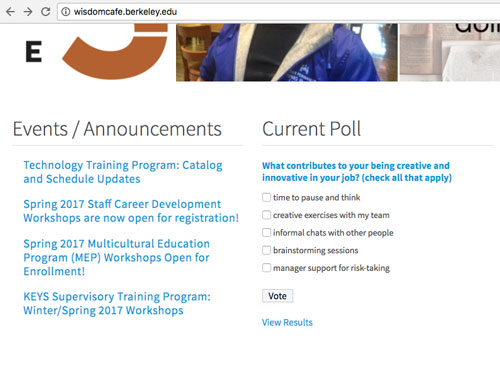 wisdomcafe.berkeley.edu
E
Events / Announcements
Technology Training Program: Catalog
and Schedule Updates
Spring 2017 Staff Career Development
Workshops are now open for registration!
Spring 2017 Multicultural Education
Program (MEP) Workshops Open for
Enrollment!
KEYS Supervisory Training Program:
Winter/Spring 2017 Workshops
Current Poll
What contributes to your being creative and
innovative in your job? (check all that apply)
time to pause and think
creative exercises with my team
informal chats with other people
brainstorming sessions
manager support for risk-taking
Vote
View Results